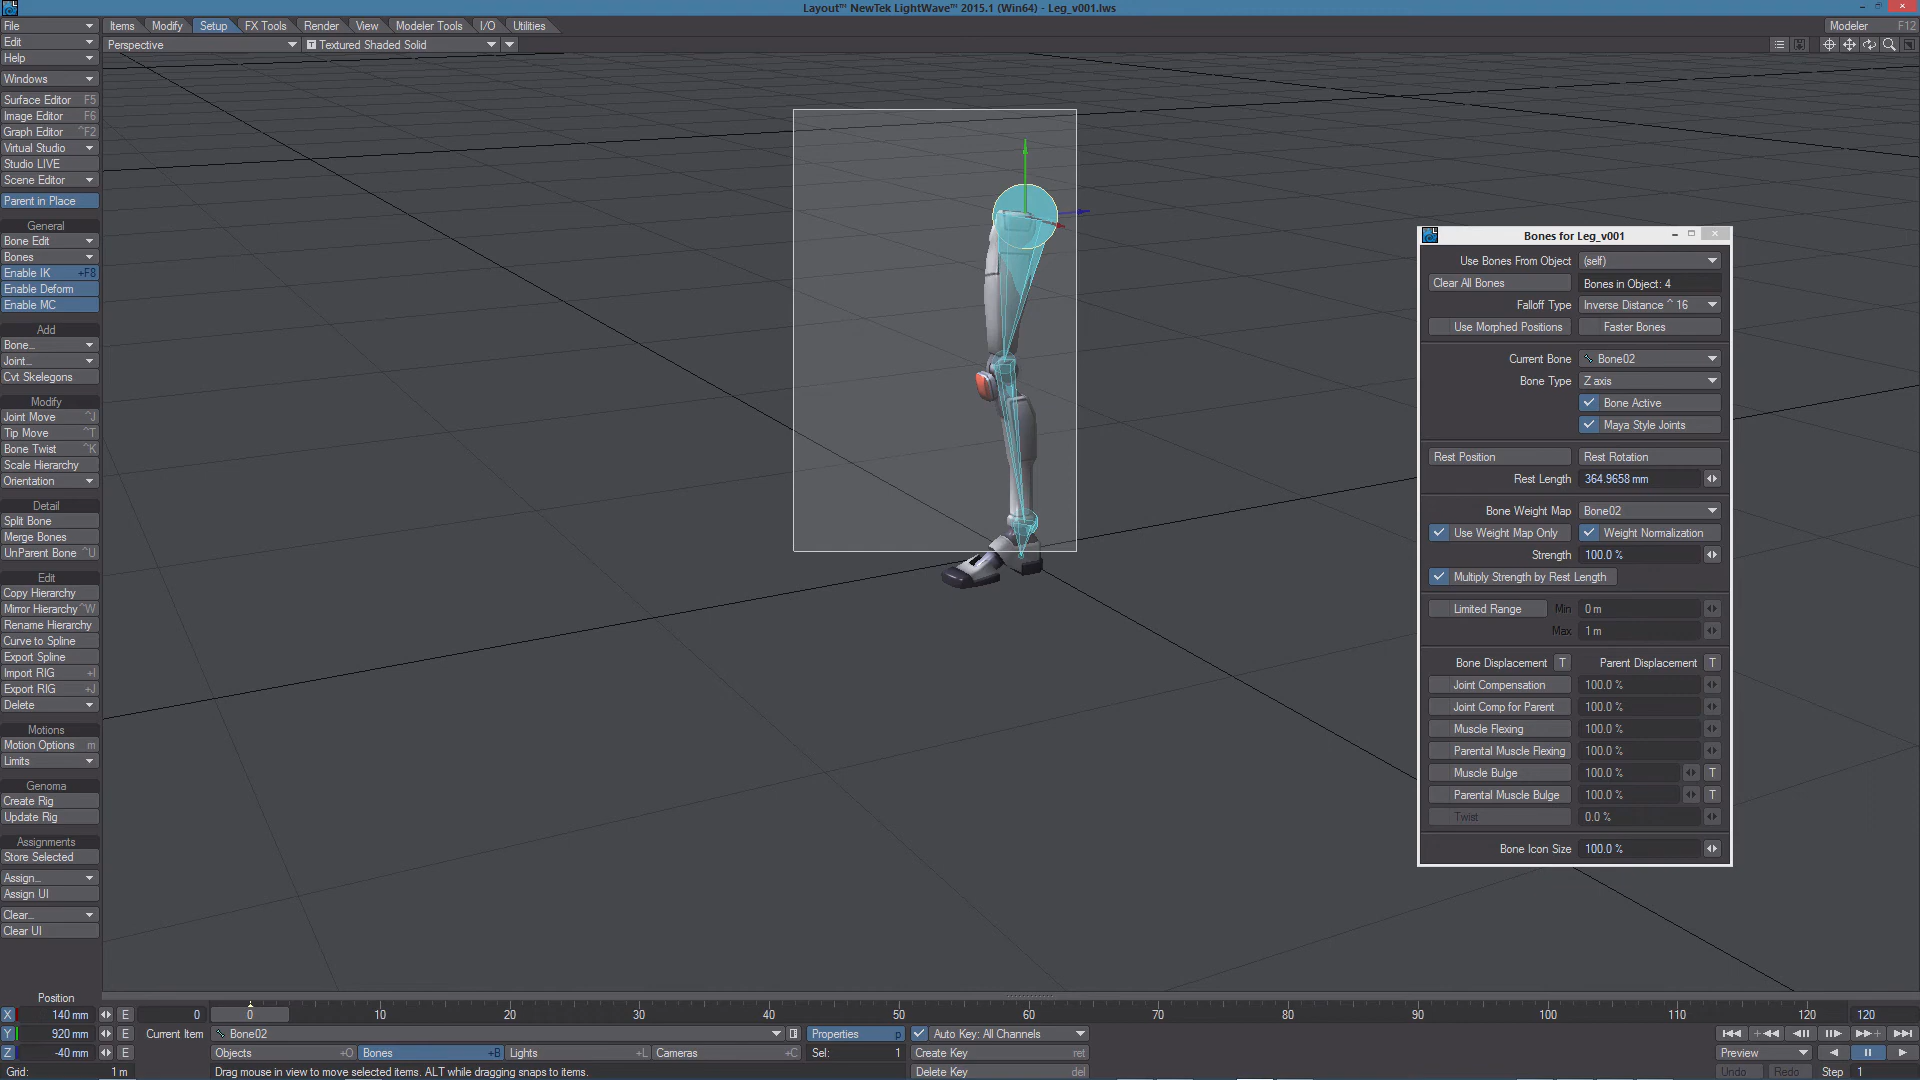 Layout™ NewTek LightWave™ 2015.1 (Win64) - Leg_v001.lws
File
Items Modify Setup FX Tools Render View Modeler Tools I/O Utilities
Modeler F12
Edit
Perspective
Textured Shaded Solid
Help
Windows
Surface Editor F5
Image Editor F6
Graph Editor ^F2
Virtual Studio
Studio LIVE
Scene Editor
Parent in Place
General
Bone Edit
Bones
Enable IK +F8
Enable Deform
Enable MC
Add
Bone...
Joint...
Cvt Skelegons
Modify
Joint Move ^J
Tip Move ^T
Bone Twist ^K
Scale Hierarchy
Orientation
Detail
Split Bone
Merge Bones
UnParent Bone ^U
Edit
Copy Hierarchy
Mirror Hierarchy ^W
Rename Hierarchy
Curve to Spline
Export Spline
Import RIG +I
Export RIG +J
Delete
Motions
Motion Options m
Limits
Genoma
Create Rig
Update Rig
Assignments
Store Selected
Assign...
Assign UI
Clear...
Clear UI
Bones for Leg_v001
Use Bones From Object (self)
Clear All Bones Bones in Object: 4
Falloff Type Inverse Distance ^ 16
Use Morphed Positions Faster Bones
Current Bone Bone02
Bone Type Z axis
Bone Active
Maya Style Joints
Rest Position Rest Rotation
Rest Length 364.9658 mm
Bone Weight Map Bone02
Use Weight Map Only Weight Normalization
Strength 100.0 %
Multiply Strength by Rest Length
Limited Range Min 0 m
Max 1 m
Bone Displacement T Parent Displacement T
Joint Compensation 100.0 %
Joint Comp for Parent 100.0 %
Muscle Flexing 100.0 %
Parental Muscle Flexing 100.0 %
Muscle Bulge 100.0 % T
Parental Muscle Bulge 100.0 % T
Twist 0.0 %
Bone Icon Size 100.0 %
Position
X 140 mm E 0 0 10 20 30 40 50 60 70 80 90 100 110 120 120
Y 920 mm E Current Item Bone02 Properties p Auto Key: All Channels
Z -40 mm E Objects +O Bones +B Lights +L Cameras +C Sel: 1 Create Key ret Preview
Grid: 1 m Drag mouse in view to move selected items. ALT while dragging snaps to items. Delete Key del Undo Redo Step 1